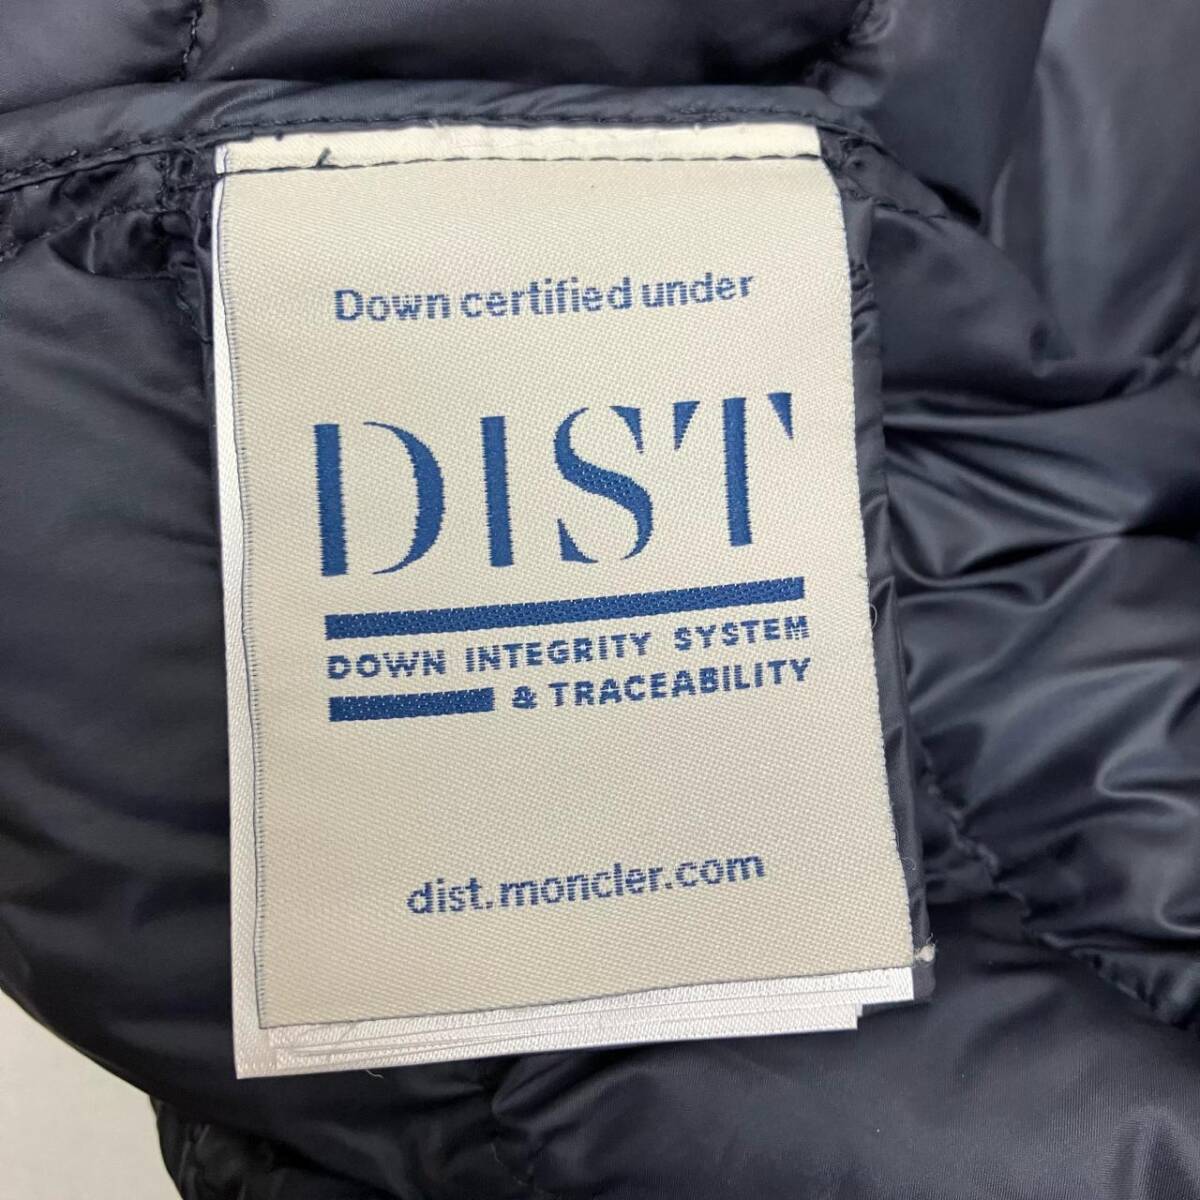 Down certified under
DIST
DOWN INTEGRITY SYSTEM
& TRACEABILITY
dist.moncler.com